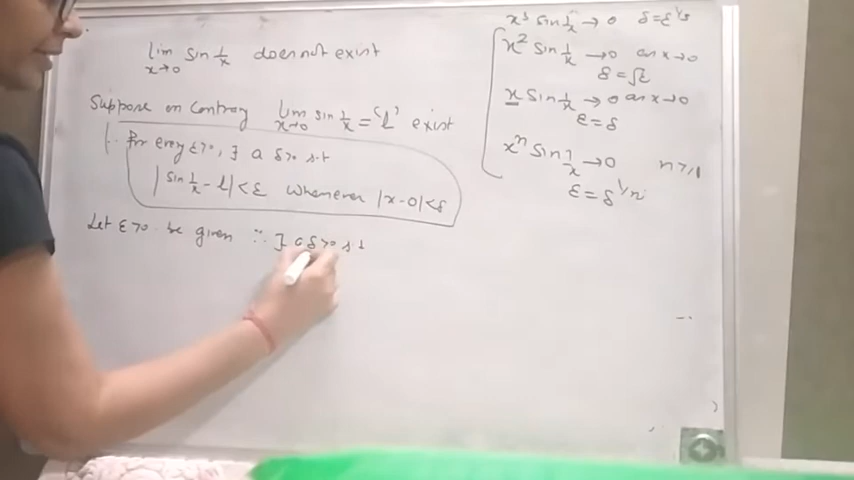 lim sin 1/x does not exist
x→0
Suppose on contrary lim sin 1/x = 'l' exist
x→0
for every ε>0, ∃ a δ>0 s.t
|sin 1/x - l| < ε whenever |x-0| < δ
Let ε>0 be given ∴ ∃ a δ>0 s.t
x³ sin 1/x → 0 δ = ε^1/3
x² sin 1/x → 0 as x→0
δ = √ε
x sin 1/x → 0 as x→0
ε = δ
xⁿ sin 1/x → 0 n≥1
ε = δ^1/n